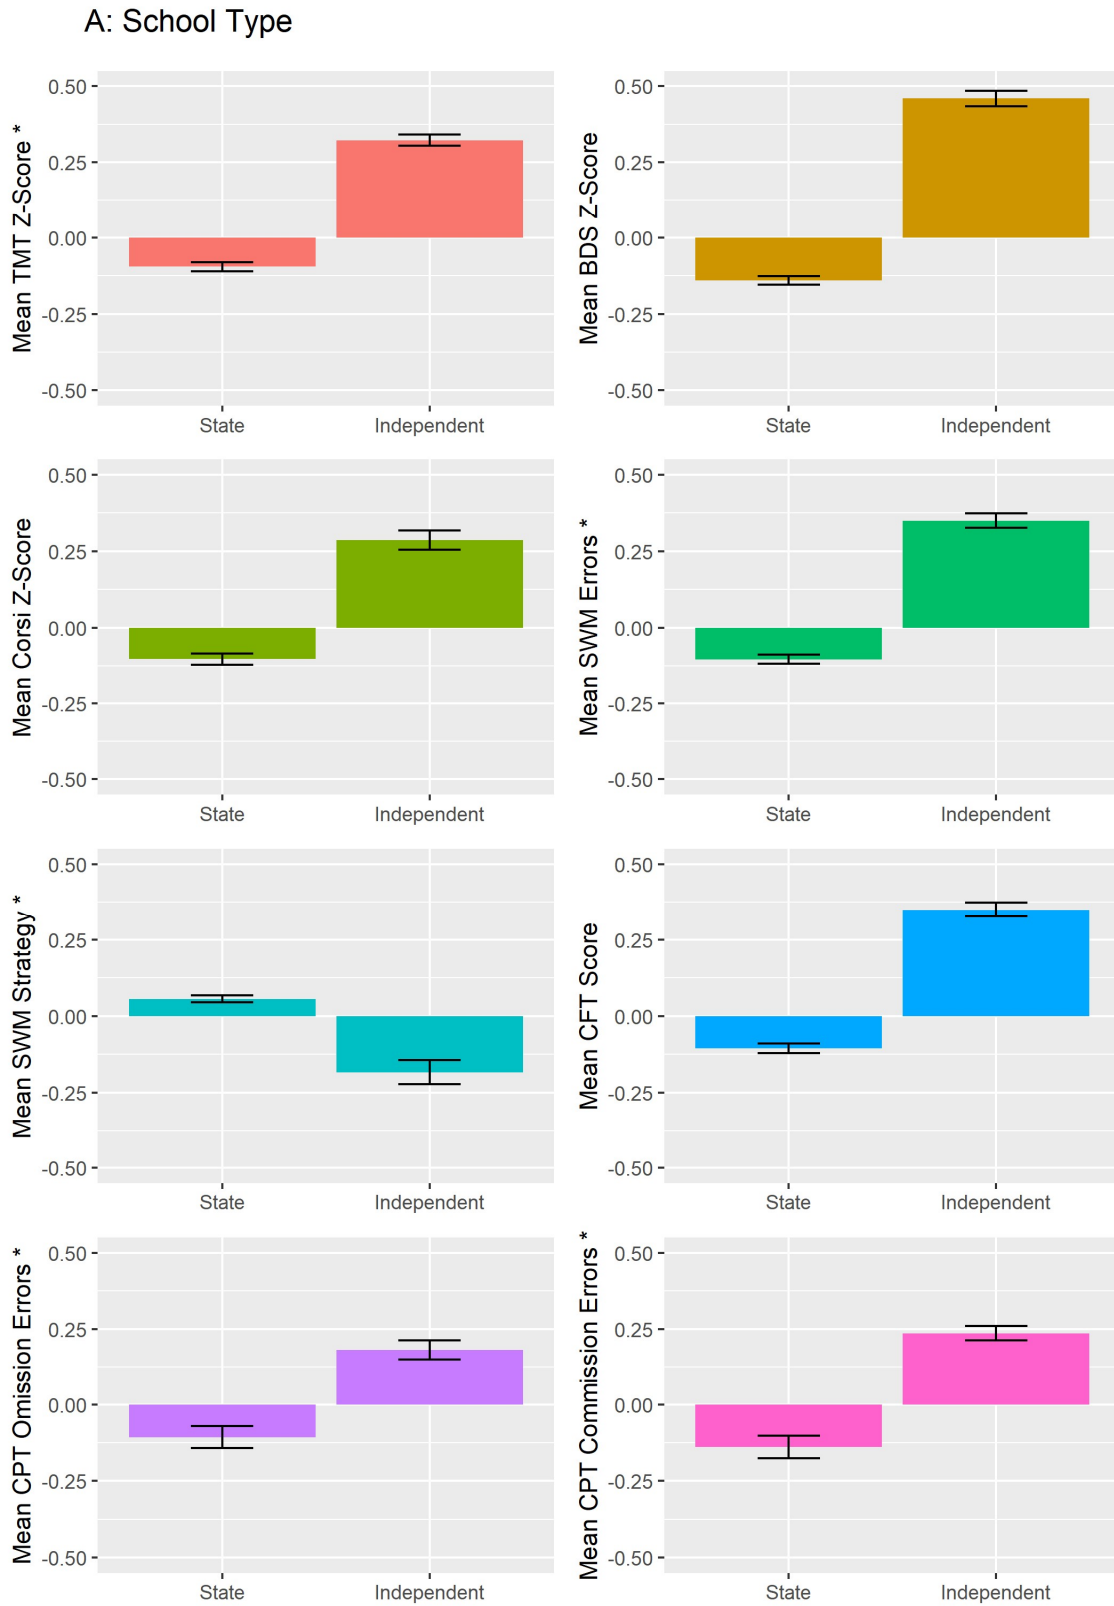 A: School Type
Mean TMT Z-Score *
0.50
0.25
0.00
-0.25
-0.50
State Independent
Mean BDS Z-Score
0.50
0.25
0.00
-0.25
-0.50
State Independent
Mean Corsi Z-Score
0.50
0.25
0.00
-0.25
-0.50
State Independent
Mean SWM Errors *
0.50
0.25
0.00
-0.25
-0.50
State Independent
Mean SWM Strategy *
0.50
0.25
0.00
-0.25
-0.50
State Independent
Mean CFT Score
0.50
0.25
0.00
-0.25
-0.50
State Independent
Mean CPT Omission Errors *
0.50
0.25
0.00
-0.25
-0.50
State Independent
Mean CPT Commission Errors *
0.50
0.25
0.00
-0.25
-0.50
State Independent